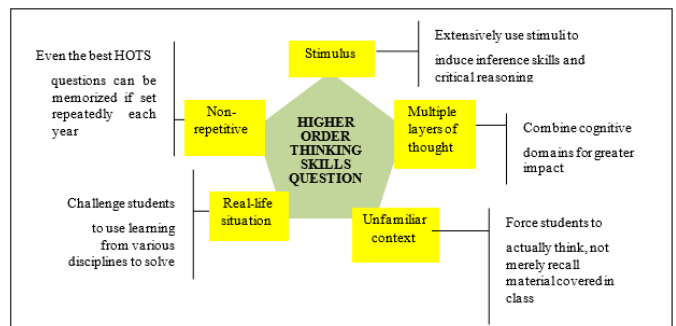 Stimulus
Extensively use stimuli to
induce inference skills and
critical reasoning
Even the best HOTS
questions can be
memorized if set
repeatedly each
year
Non-
repetitive
HIGHER
ORDER
THINKING
SKILLS
QUESTION
Multiple
layers of
thought
Combine cognitive
domains for greater
impact
Challenge students
to use learning
from various
disciplines to solve
Real-life
situation
Unfamiliar
context
Force students to
actually think, not
merely recall
material covered in
class